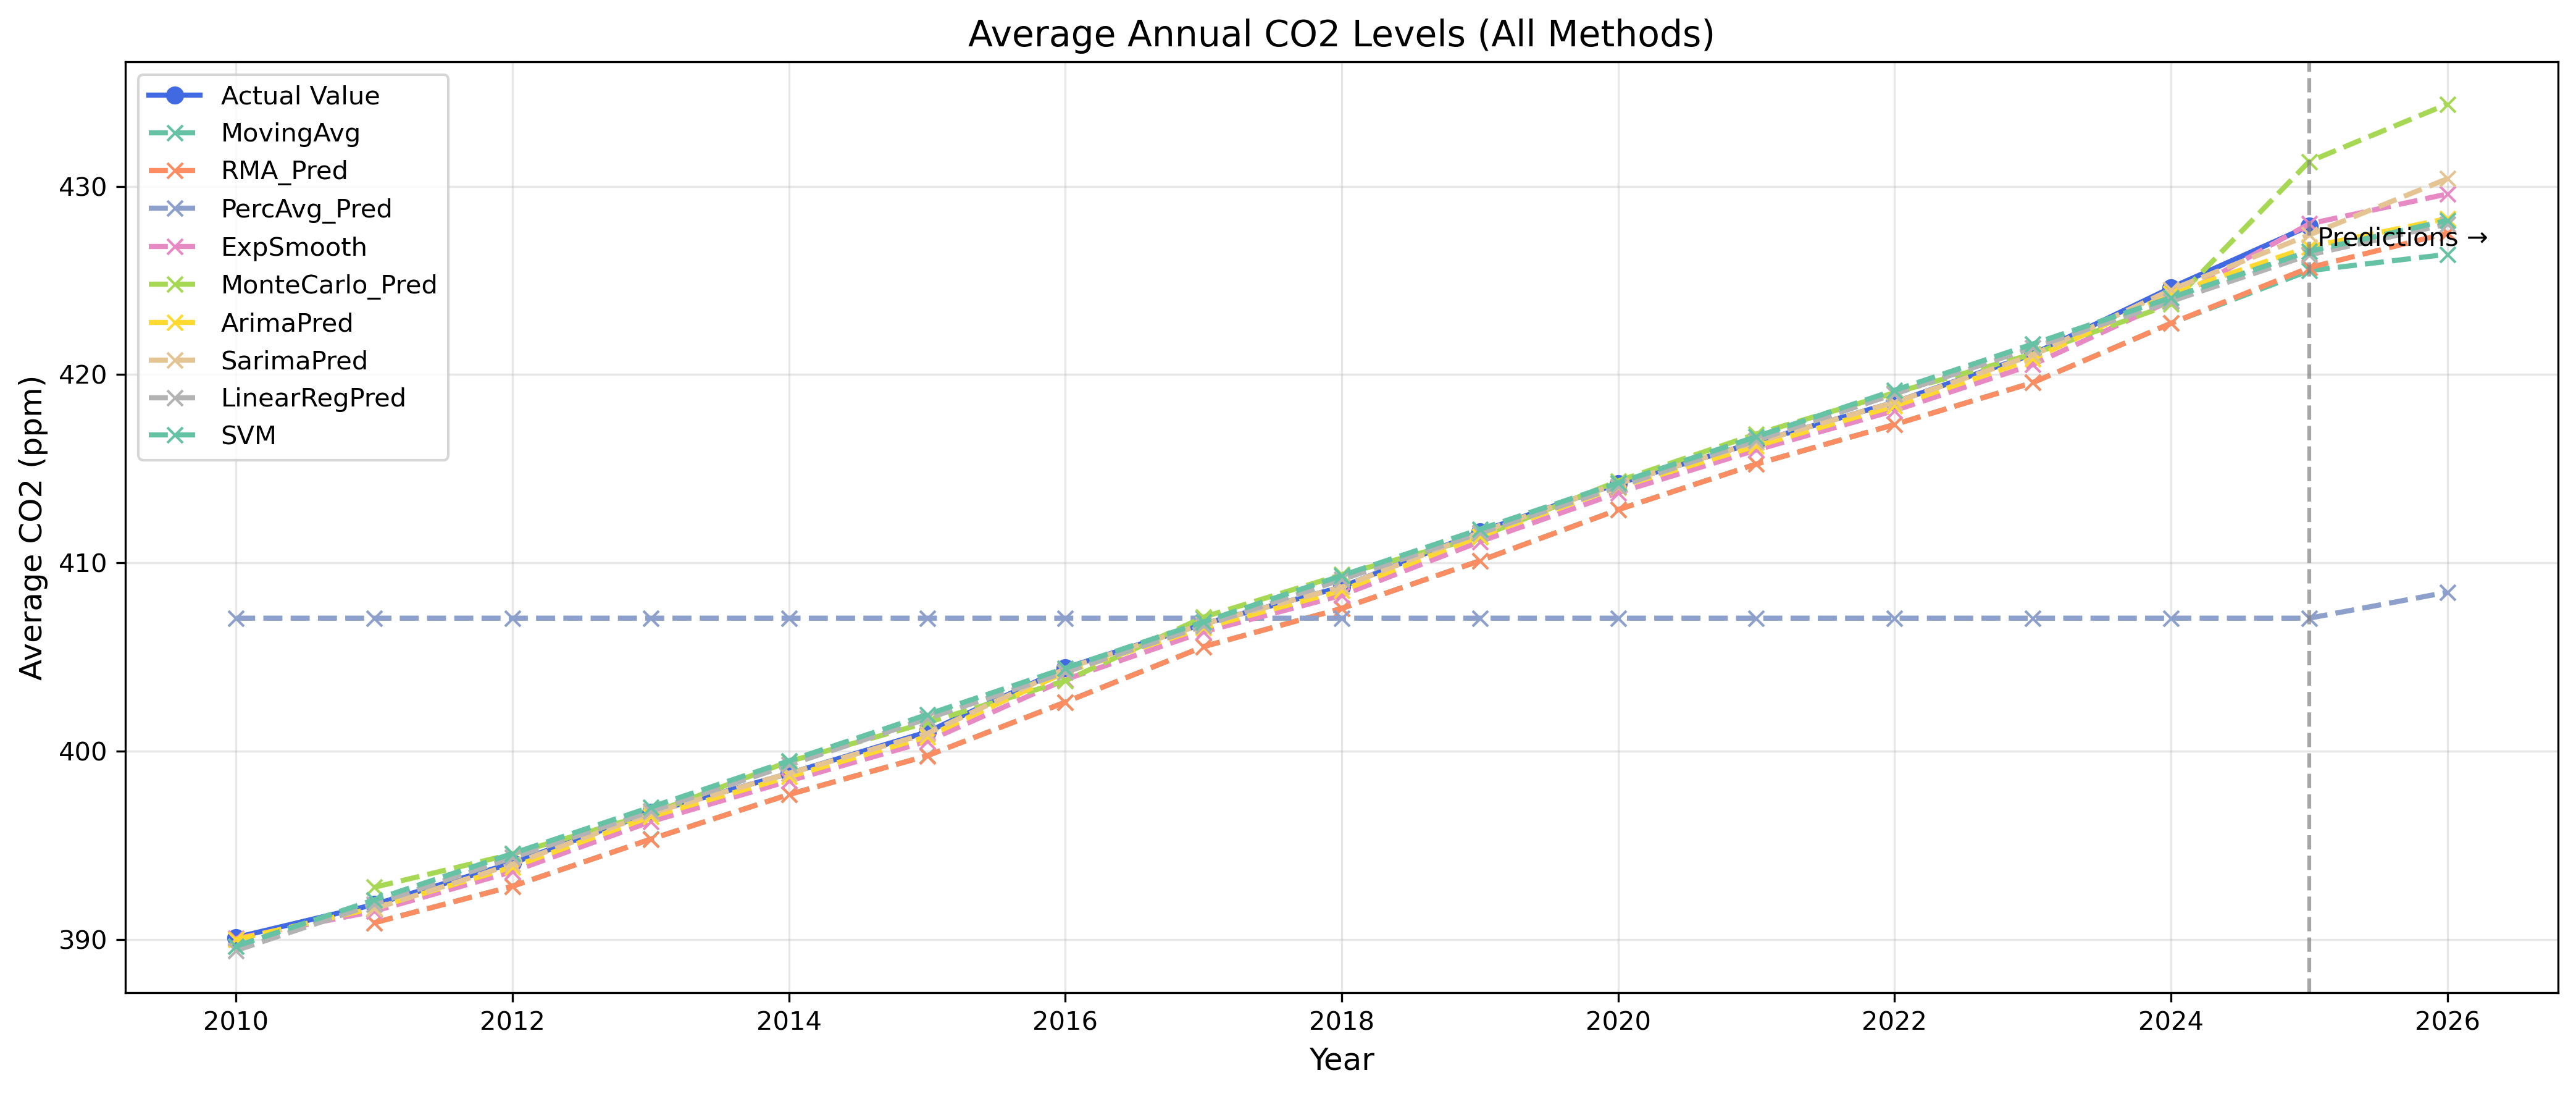 Average Annual CO2 Levels (All Methods)
Actual Value
MovingAvg
RMA_Pred
PercAvg_Pred
ExpSmooth
MonteCarlo_Pred
ArimaPred
SarimaPred
LinearRegPred
SVM
Predictions →
Average CO2 (ppm)
430
420
410
400
390
2010 2012 2014 2016 2018 2020 2022 2024 2026
Year